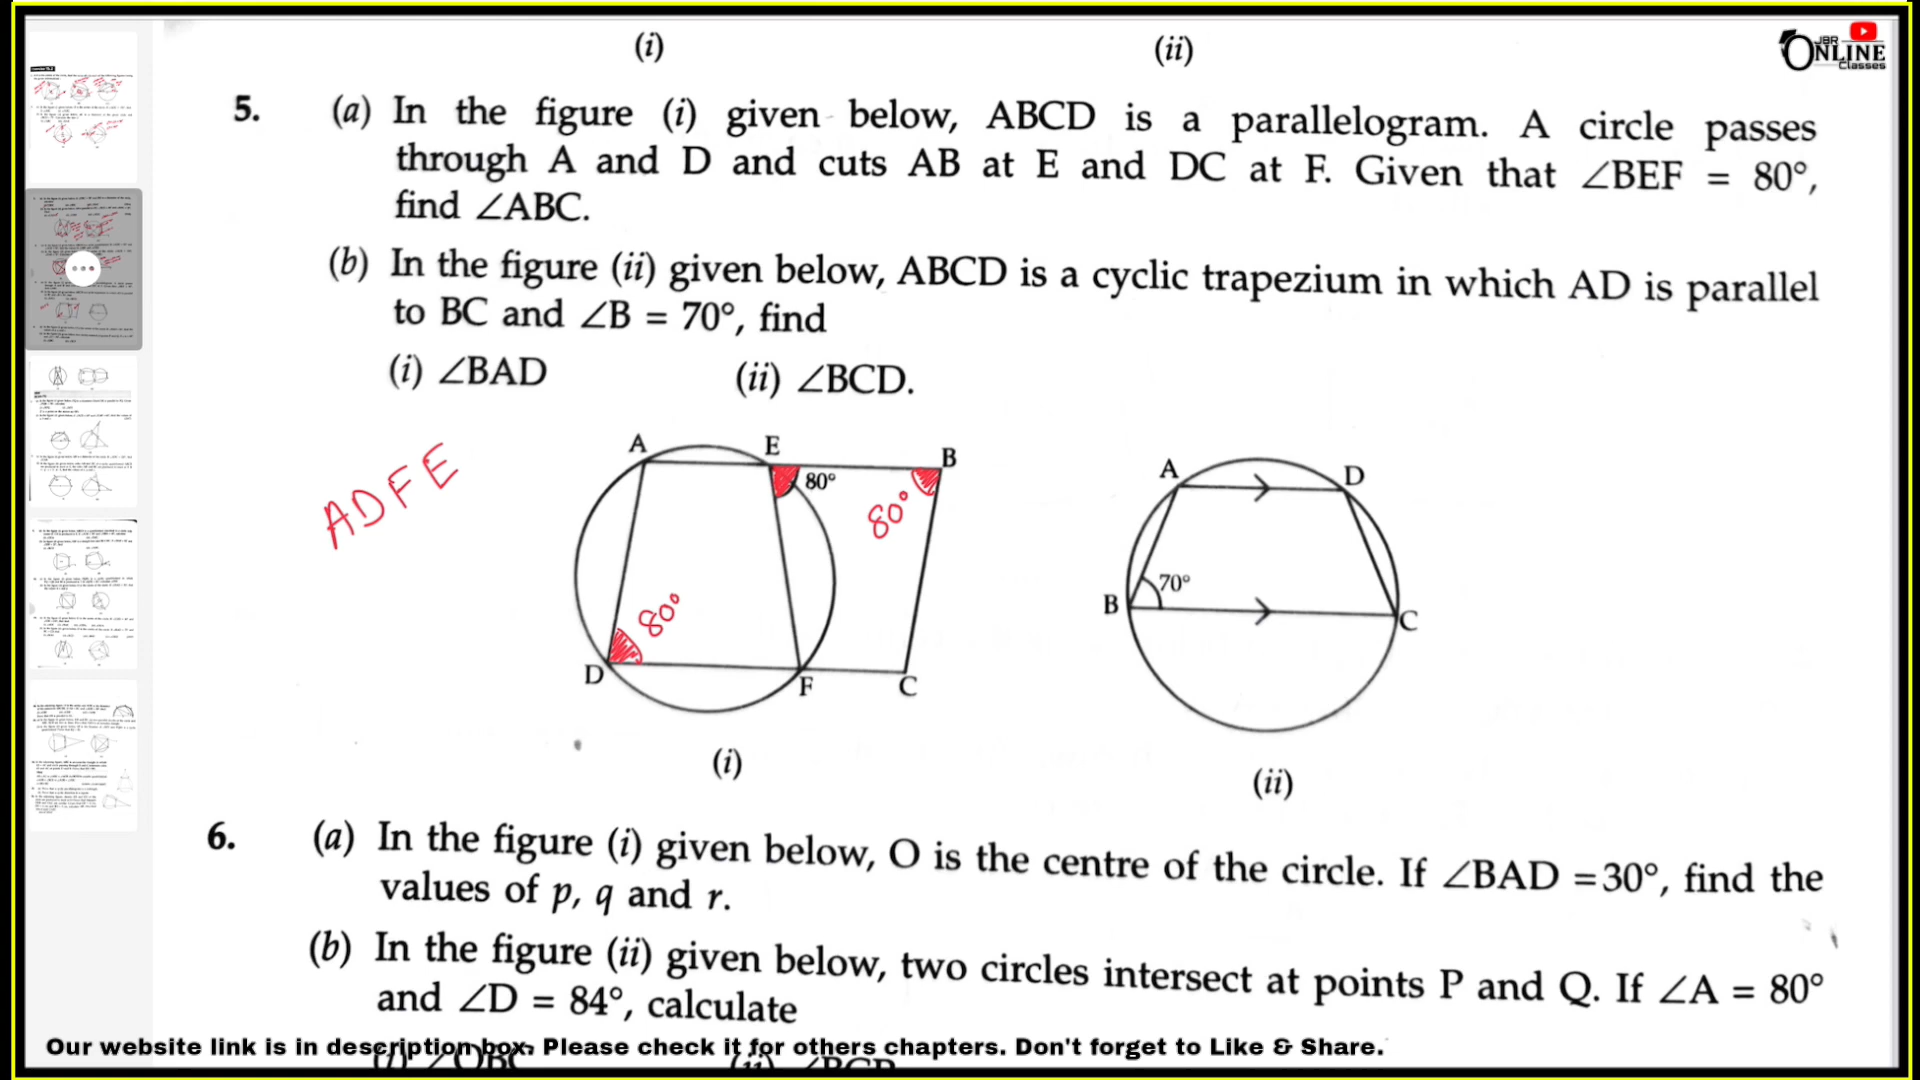 (i) (ii)
JBR ONLINE Classes
5. (a) In the figure (i) given below, ABCD is a parallelogram. A circle passes
through A and D and cuts AB at E and DC at F. Given that ∠BEF = 80°,
find ∠ABC.
(b) In the figure (ii) given below, ABCD is a cyclic trapezium in which AD is parallel
to BC and ∠B = 70°, find
(i) ∠BAD (ii) ∠BCD.
ADFE
A E B
80°
80°
80°
D F C
(i)
A D
70°
B C
(ii)
6. (a) In the figure (i) given below, O is the centre of the circle. If ∠BAD = 30°, find the
values of p, q and r.
(b) In the figure (ii) given below, two circles intersect at points P and Q. If ∠A = 80°
and ∠D = 84°, calculate
Our website link is in description box. Please check it for others chapters. Don't forget to Like & Share.